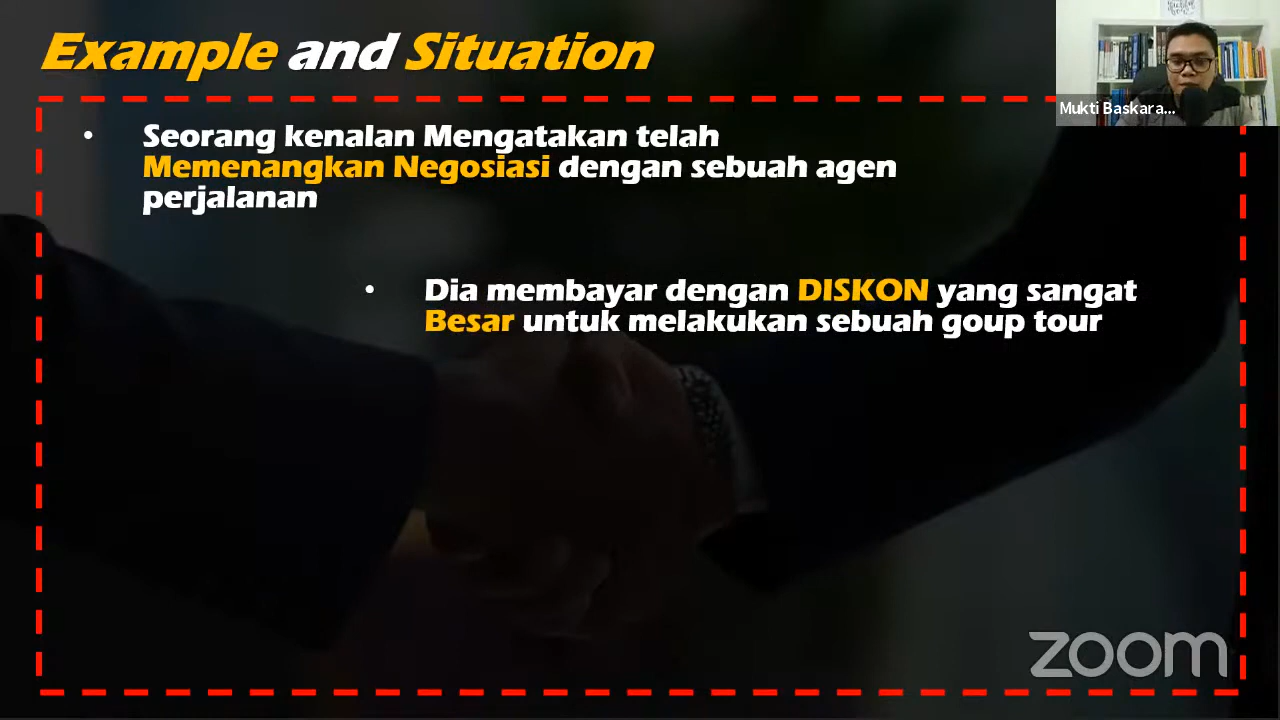 Example and Situation
Mukti Baskara...
• Seorang kenalan Mengatakan telah
Memenangkan Negosiasi dengan sebuah agen
perjalanan
• Dia membayar dengan DISKON yang sangat
Besar untuk melakukan sebuah goup tour
zoom